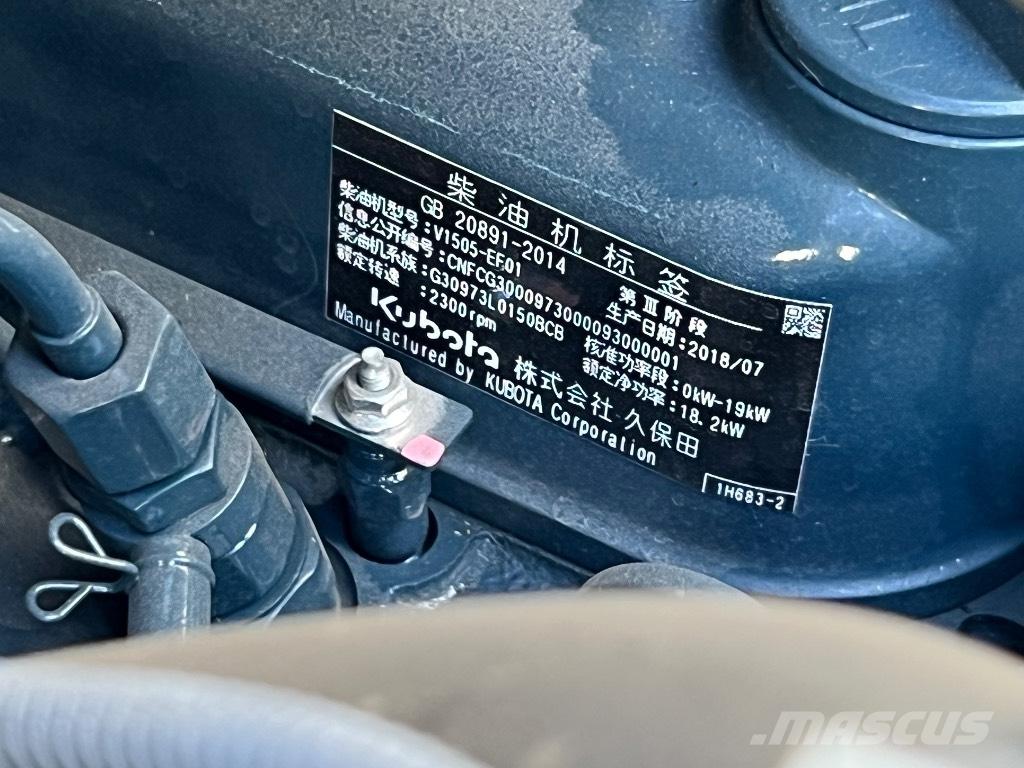 柴油机标签
GB 20891-2014 第Ⅲ阶段
柴油机型号:V1505-EF01 生产日期:2018/07
信息公开编号:CNFCG3000973000093000001
柴油机系族:G30973L0150BCB 核准功率段:0kW-19kW
额定转速:2300rpm 额定净功率:18.2kW
Kubota 株式会社 久保田
Manufactured by KUBOTA Corporation
1H683-2
MASCUS